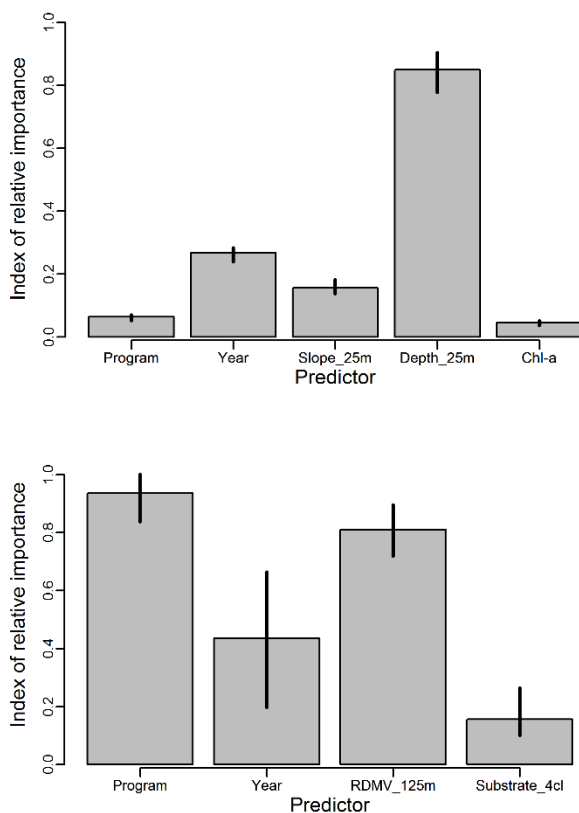 Index of relative importance
1.0
0.8
0.6
0.4
0.2
0.0
Program Year Slope_25m Depth_25m Chl-a
Predictor
Index of relative importance
1.0
0.8
0.6
0.4
0.2
0.0
Program Year RDMV_125m Substrate_4cl
Predictor